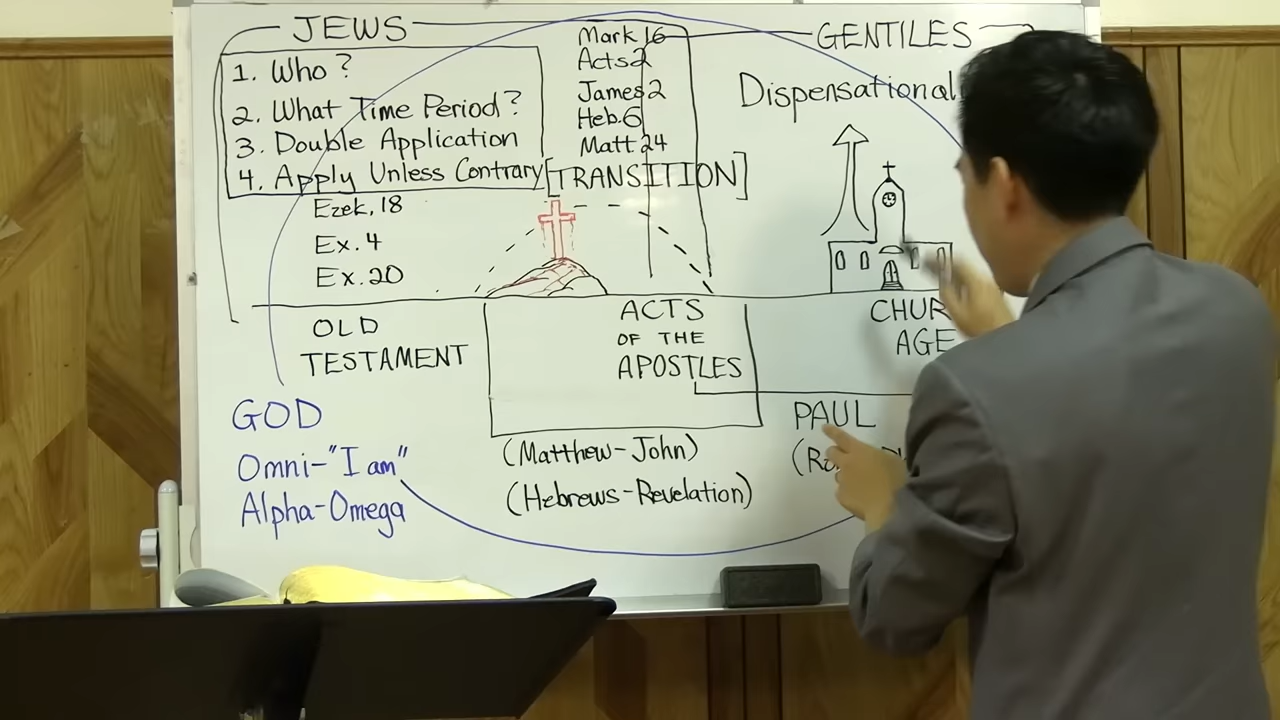 JEWS
1. Who?
2. What Time Period?
3. Double Application
4. Apply Unless Contrary
Ezek. 18
Ex. 4
Ex. 20
Mark 16
Acts 2
James 2
Heb. 6
Matt 24
[TRANSITION]
GENTILES
Dispensational
OLD
TESTAMENT
ACTS
OF THE
APOSTLES
CHUR
AGE
GOD
Omni-"I am"
Alpha-Omega
(Matthew-John)
(Hebrews-Revelation)
PAUL